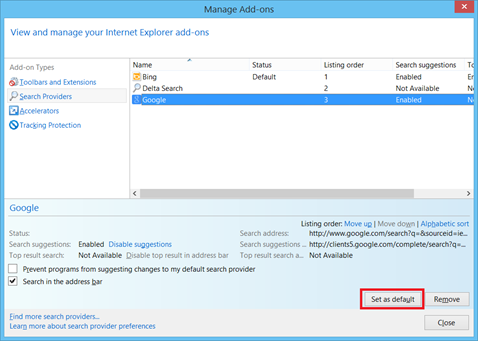 Manage Add-ons
View and manage your Internet Explorer add-ons
Add-on Types
Toolbars and Extensions
Search Providers
Accelerators
Tracking Protection
Name Status Listing order Search suggestions To
Bing Default 1 Enabled En
Delta Search 2 Not Available No
Google 3 Enabled No
Google
Listing order: Move up | Move down | Alphabetic sort
Status: Search address: http://www.google.com/search?q=&sourceid=ie...
Search suggestions: Enabled Disable suggestions Search suggestions ... http://clients5.google.com/complete/search?q=...
Top result search: Not Available Disable top result in address bar Top result search a... Not Available
Prevent programs from suggesting changes to my default search provider
Search in the address bar
Set as default Remove
Find more search providers...
Learn more about search provider preferences
Close